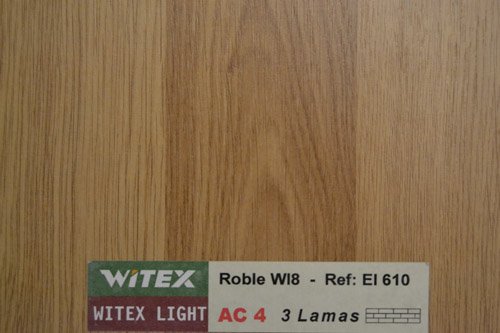 WiTEX Roble WI8 - Ref: EI 610
WITEX LIGHT AC 4 3 Lamas